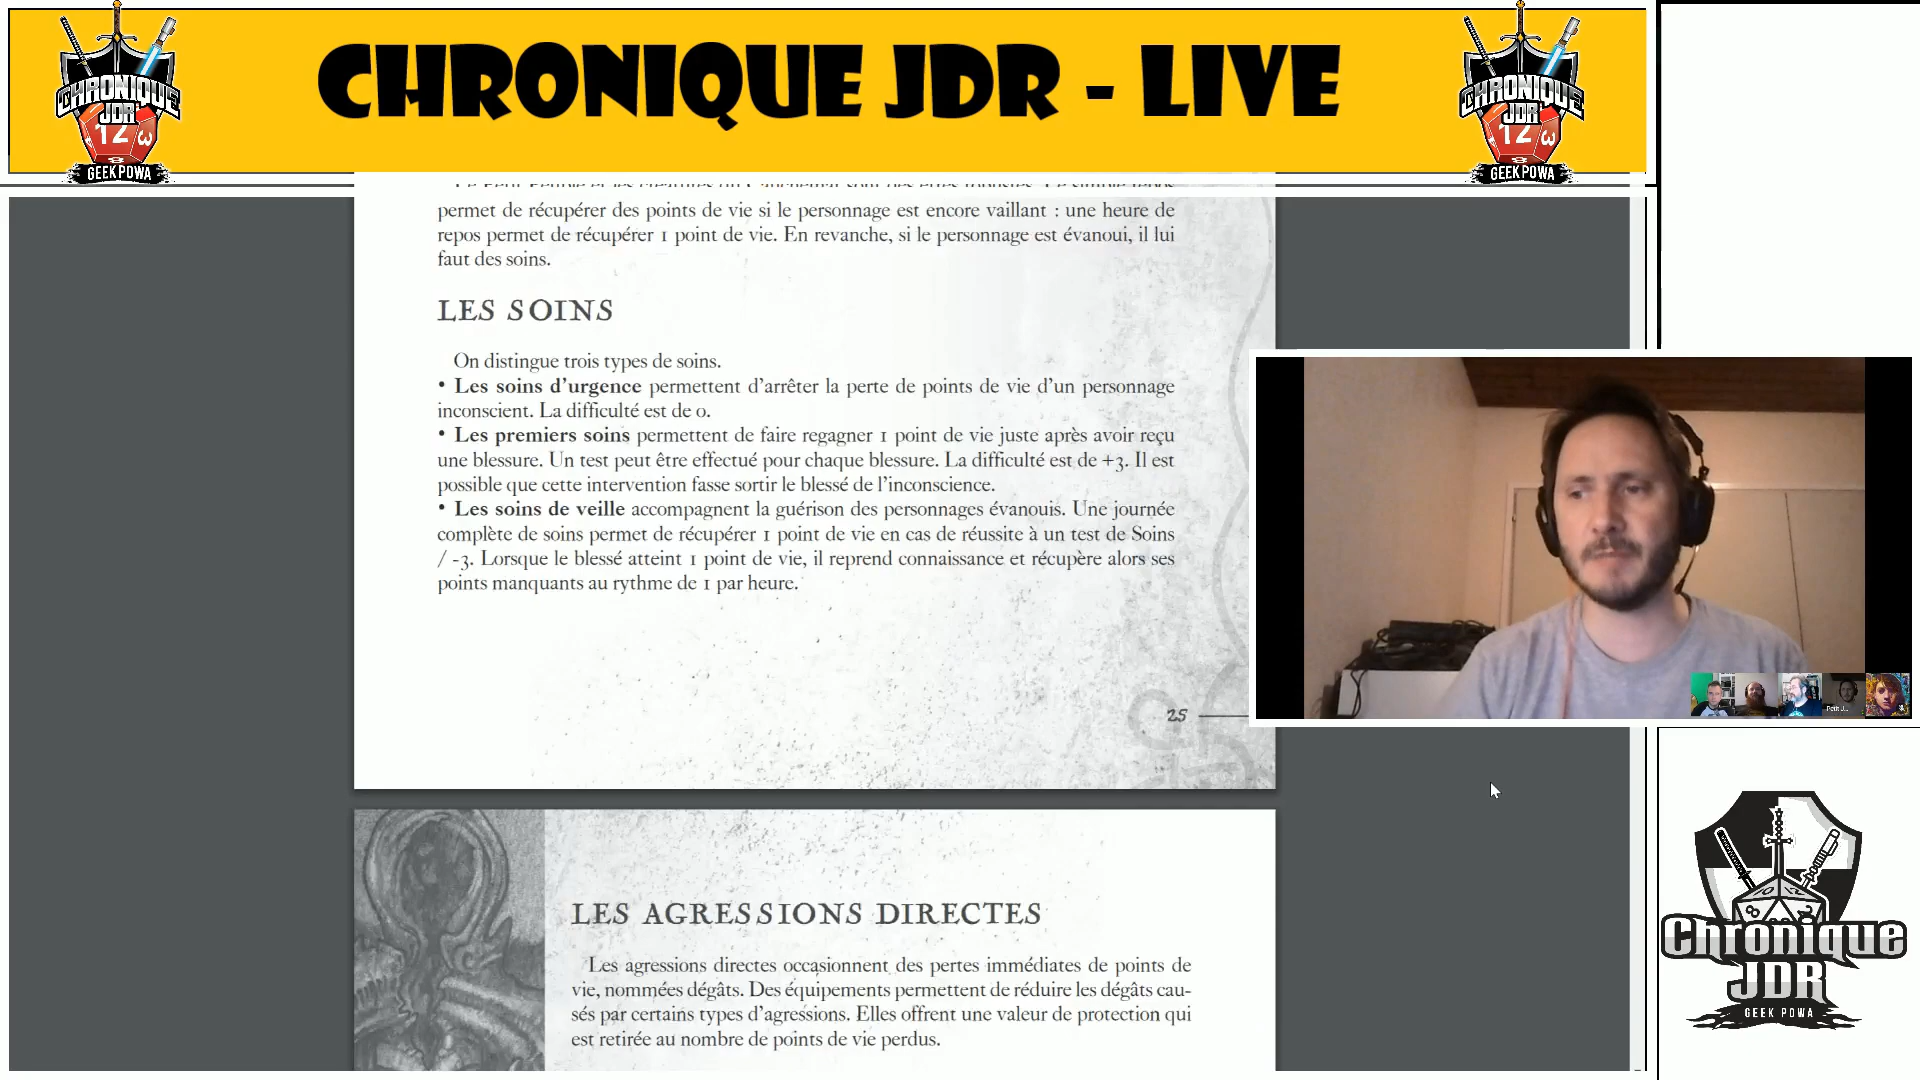 CHRONIQUE JDR - LIVE
CHRONIQUE
JDR
12
3
8
GEEK POWA
CHRONIQUE
JDR
12
3
8
GEEK POWA
permet de récupérer des points de vie si le personnage est encore vaillant : une heure de
repos permet de récupérer 1 point de vie. En revanche, si le personnage est évanoui, il lui
faut des soins.
LES SOINS
On distingue trois types de soins.
• Les soins d'urgence permettent d'arrêter la perte de points de vie d'un personnage
inconscient. La difficulté est de 0.
• Les premiers soins permettent de faire regagner 1 point de vie juste après avoir reçu
une blessure. Un test peut être effectué pour chaque blessure. La difficulté est de +3. Il est
possible que cette intervention fasse sortir le blessé de l'inconscience.
• Les soins de veille accompagnent la guérison des personnages évanouis. Une journée
complète de soins permet de récupérer 1 point de vie en cas de réussite à un test de Soins
/ -3. Lorsque le blessé atteint 1 point de vie, il reprend connaissance et récupère alors ses
points manquants au rythme de 1 par heure.
25
LES AGRESSIONS DIRECTES
Les agressions directes occasionnent des pertes immédiates de points de
vie, nommées dégâts. Des équipements permettent de réduire les dégâts cau-
sés par certains types d'agressions. Elles offrent une valeur de protection qui
est retirée au nombre de points de vie perdus.
Petit J...
10 12
8 2
Chronique
JDR
GEEK POWA